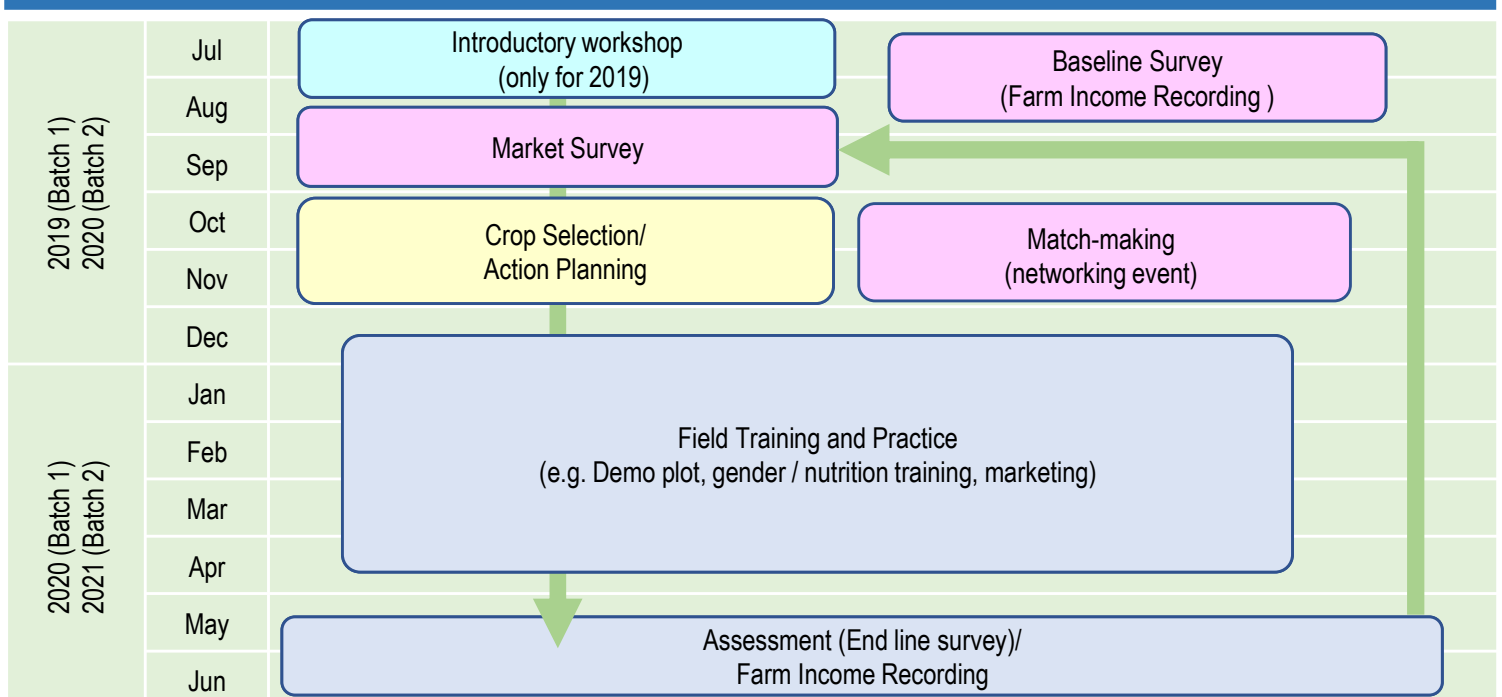 2019 (Batch 1)
2020 (Batch 2)
Jul
Aug
Sep
Oct
Nov
Dec
2020 (Batch 1)
2021 (Batch 2)
Jan
Feb
Mar
Apr
May
Jun
Introductory workshop
(only for 2019)
Baseline Survey
(Farm Income Recording )
Market Survey
Crop Selection/
Action Planning
Match-making
(networking event)
Field Training and Practice
(e.g. Demo plot, gender / nutrition training, marketing)
Assessment (End line survey)/
Farm Income Recording